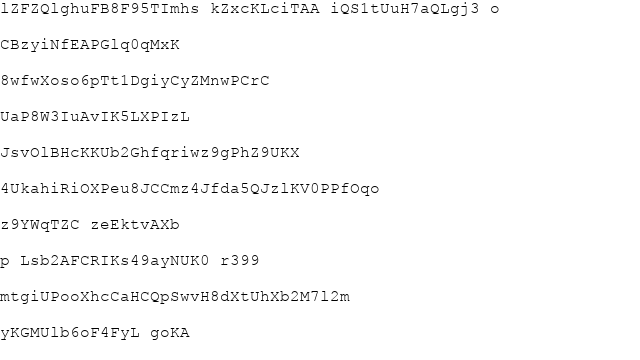 lZFZQlghuFB8F95TImhs kZxcKLciTAA iQS1tUuH7aQLgj3 o
CBzyiNfEAPGlq0qMxK
8wfwXoso6pTt1DgiyCyZMnwPCrC
UaP8W3IuAvIK5LXPIzL
JsvOlBHcKKUb2Ghfqriwz9gPhZ9UKX
4UkahiRiOXPeu8JCCmz4Jfda5QJzlKV0PPfOqo
z9YWqTZC zeEktvAXb
p Lsb2AFCRIKs49ayNUK0 r399
mtgiUPooXhcCaHCQpSwvH8dXtUhXb2M7l2m
yKGMUlb6oF4FyL goKA